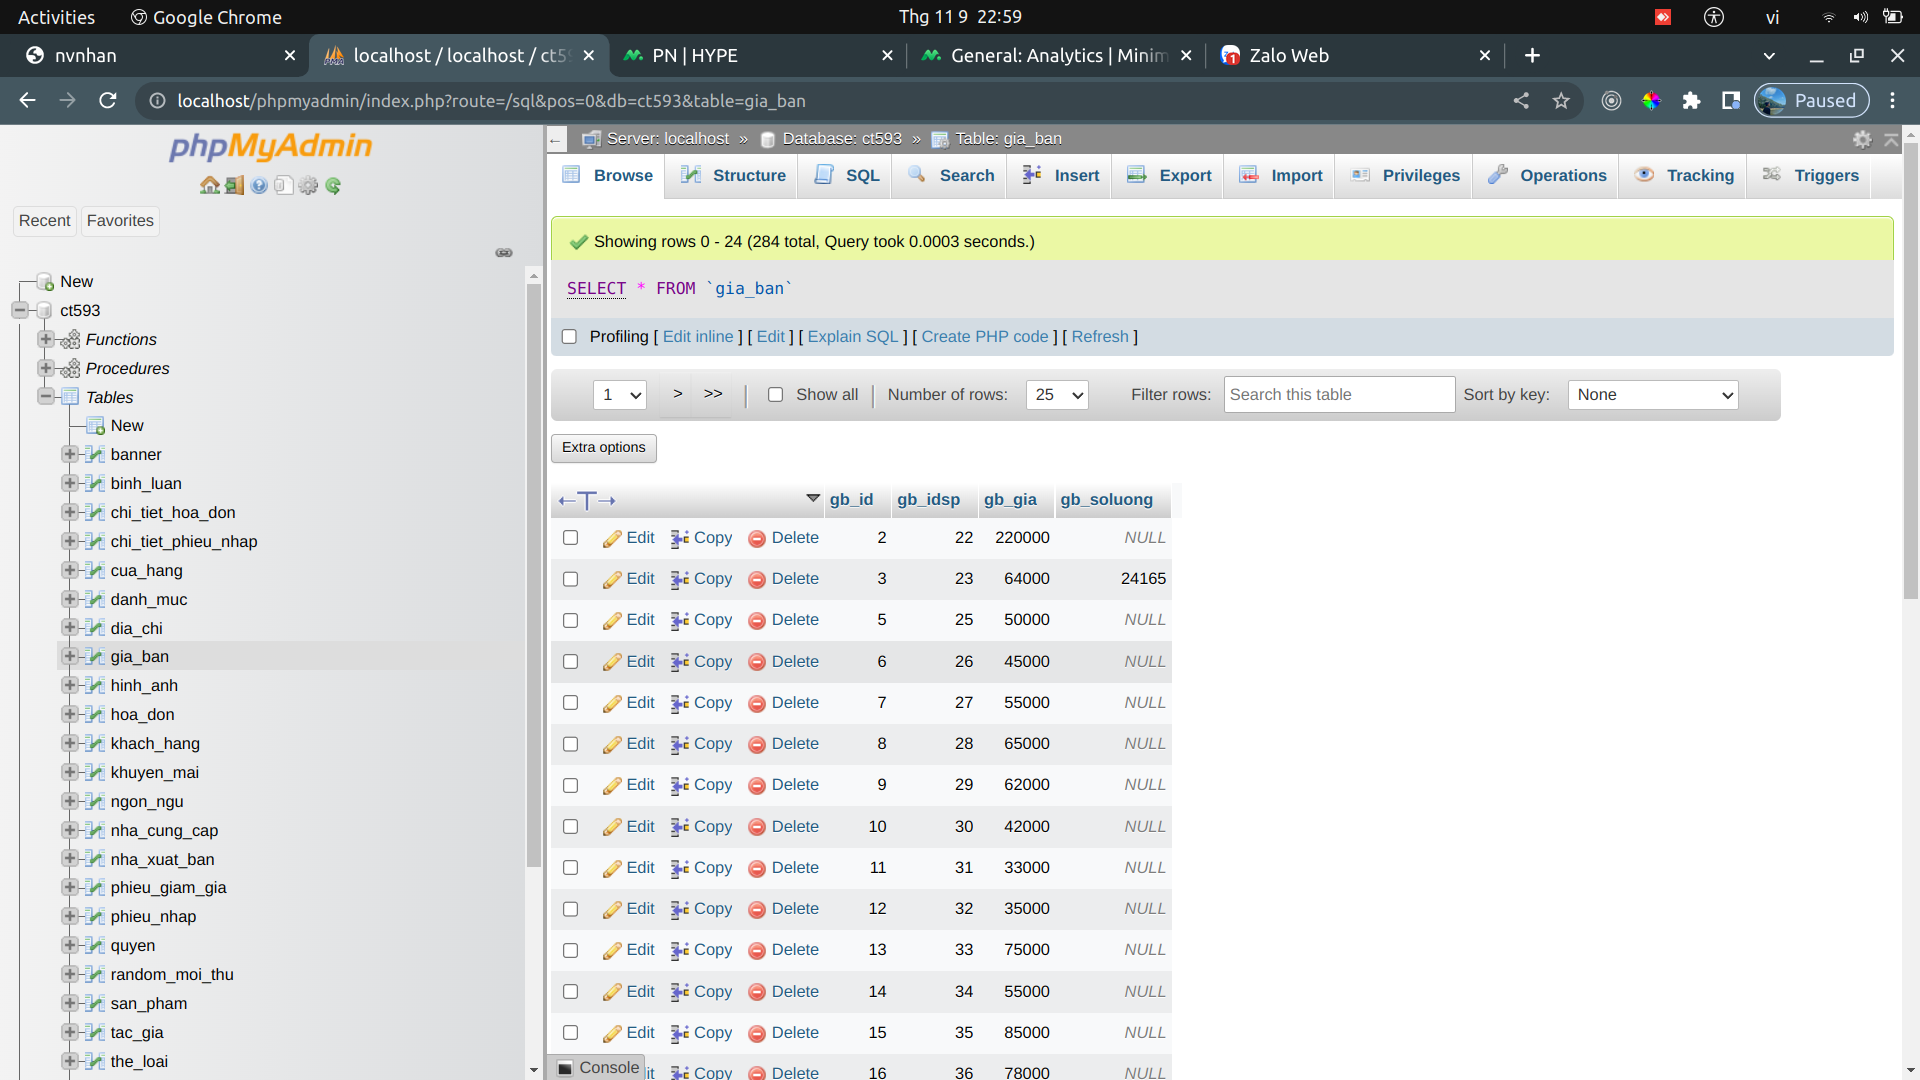 Activities
Google Chrome
Thg 11 9 22:59
vi
nvnhan
localhost / localhost / ct59
PN | HYPE
General: Analytics | Minim
Zalo Web
localhost/phpmyadmin/index.php?route=/sql&pos=0&db=ct593&table=gia_ban
Paused
phpMyAdmin
Recent
Favorites
New
ct593
Functions
Procedures
Tables
New
banner
binh_luan
chi_tiet_hoa_don
chi_tiet_phieu_nhap
cua_hang
danh_muc
dia_chi
gia_ban
hinh_anh
hoa_don
khach_hang
khuyen_mai
ngon_ngu
nha_cung_cap
nha_xuat_ban
phieu_giam_gia
phieu_nhap
quyen
random_moi_thu
san_pham
tac_gia
the_loai
Server: localhost » Database: ct593 » Table: gia_ban
Browse Structure SQL Search Insert Export Import Privileges Operations Tracking Triggers
Showing rows 0 - 24 (284 total, Query took 0.0003 seconds.)
SELECT * FROM `gia_ban`
Profiling [ Edit inline ] [ Edit ] [ Explain SQL ] [ Create PHP code ] [ Refresh ]
1 > >> Show all Number of rows: 25 Filter rows: Search this table Sort by key: None
Extra options
←T→ gb_id gb_idsp gb_gia gb_soluong
Edit Copy Delete 2 22 220000 NULL
Edit Copy Delete 3 23 64000 24165
Edit Copy Delete 5 25 50000 NULL
Edit Copy Delete 6 26 45000 NULL
Edit Copy Delete 7 27 55000 NULL
Edit Copy Delete 8 28 65000 NULL
Edit Copy Delete 9 29 62000 NULL
Edit Copy Delete 10 30 42000 NULL
Edit Copy Delete 11 31 33000 NULL
Edit Copy Delete 12 32 35000 NULL
Edit Copy Delete 13 33 75000 NULL
Edit Copy Delete 14 34 55000 NULL
Edit Copy Delete 15 35 85000 NULL
Copy Delete 16 36 78000 NULL
Console